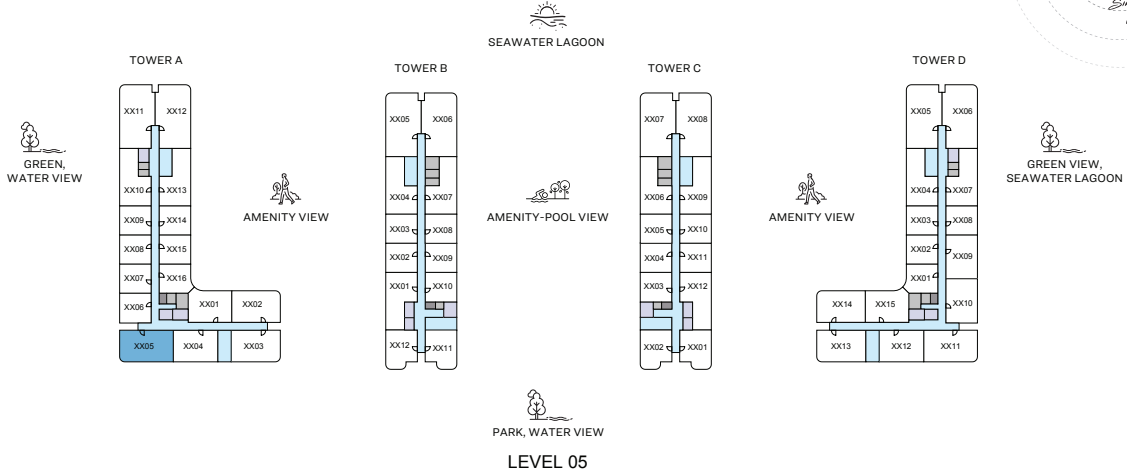 SEAWATER LAGOON
TOWER A
TOWER B
TOWER C
TOWER D
GREEN,
WATER VIEW
AMENITY VIEW
AMENITY-POOL VIEW
AMENITY VIEW
GREEN VIEW,
SEAWATER LAGOON
XX11 XX12
XX10 XX13
XX09 XX14
XX08 XX15
XX07 XX16
XX06 XX01 XX02
XX05 XX04 XX03
XX05 XX06
XX04 XX07
XX03 XX08
XX02 XX09
XX01 XX10
XX12 XX11
XX07 XX08
XX06 XX09
XX05 XX10
XX04 XX11
XX03 XX12
XX02 XX01
XX05 XX06
XX04 XX07
XX03 XX08
XX02 XX09
XX01
XX14 XX15 XX10
XX13 XX12 XX11
PARK, WATER VIEW
LEVEL 05